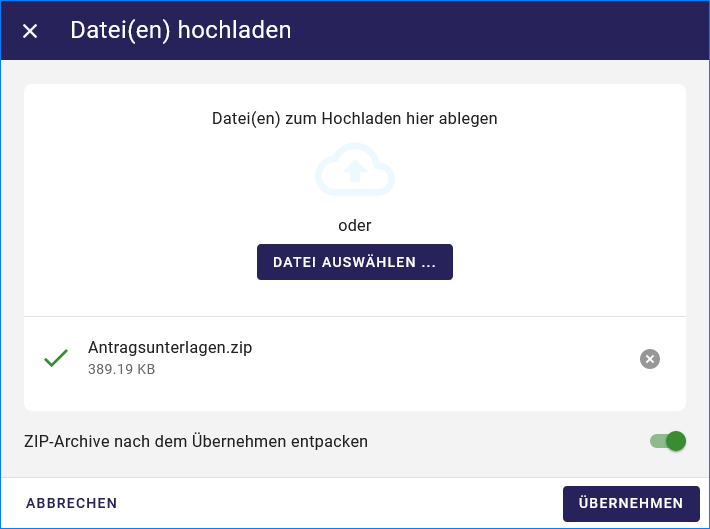 Datei(en) hochladen
Datei(en) zum Hochladen hier ablegen
oder
DATEI AUSWÄHLEN ...
Antragsunterlagen.zip
389.19 KB
ZIP-Archive nach dem Übernehmen entpacken
ABBRECHEN
ÜBERNEHMEN